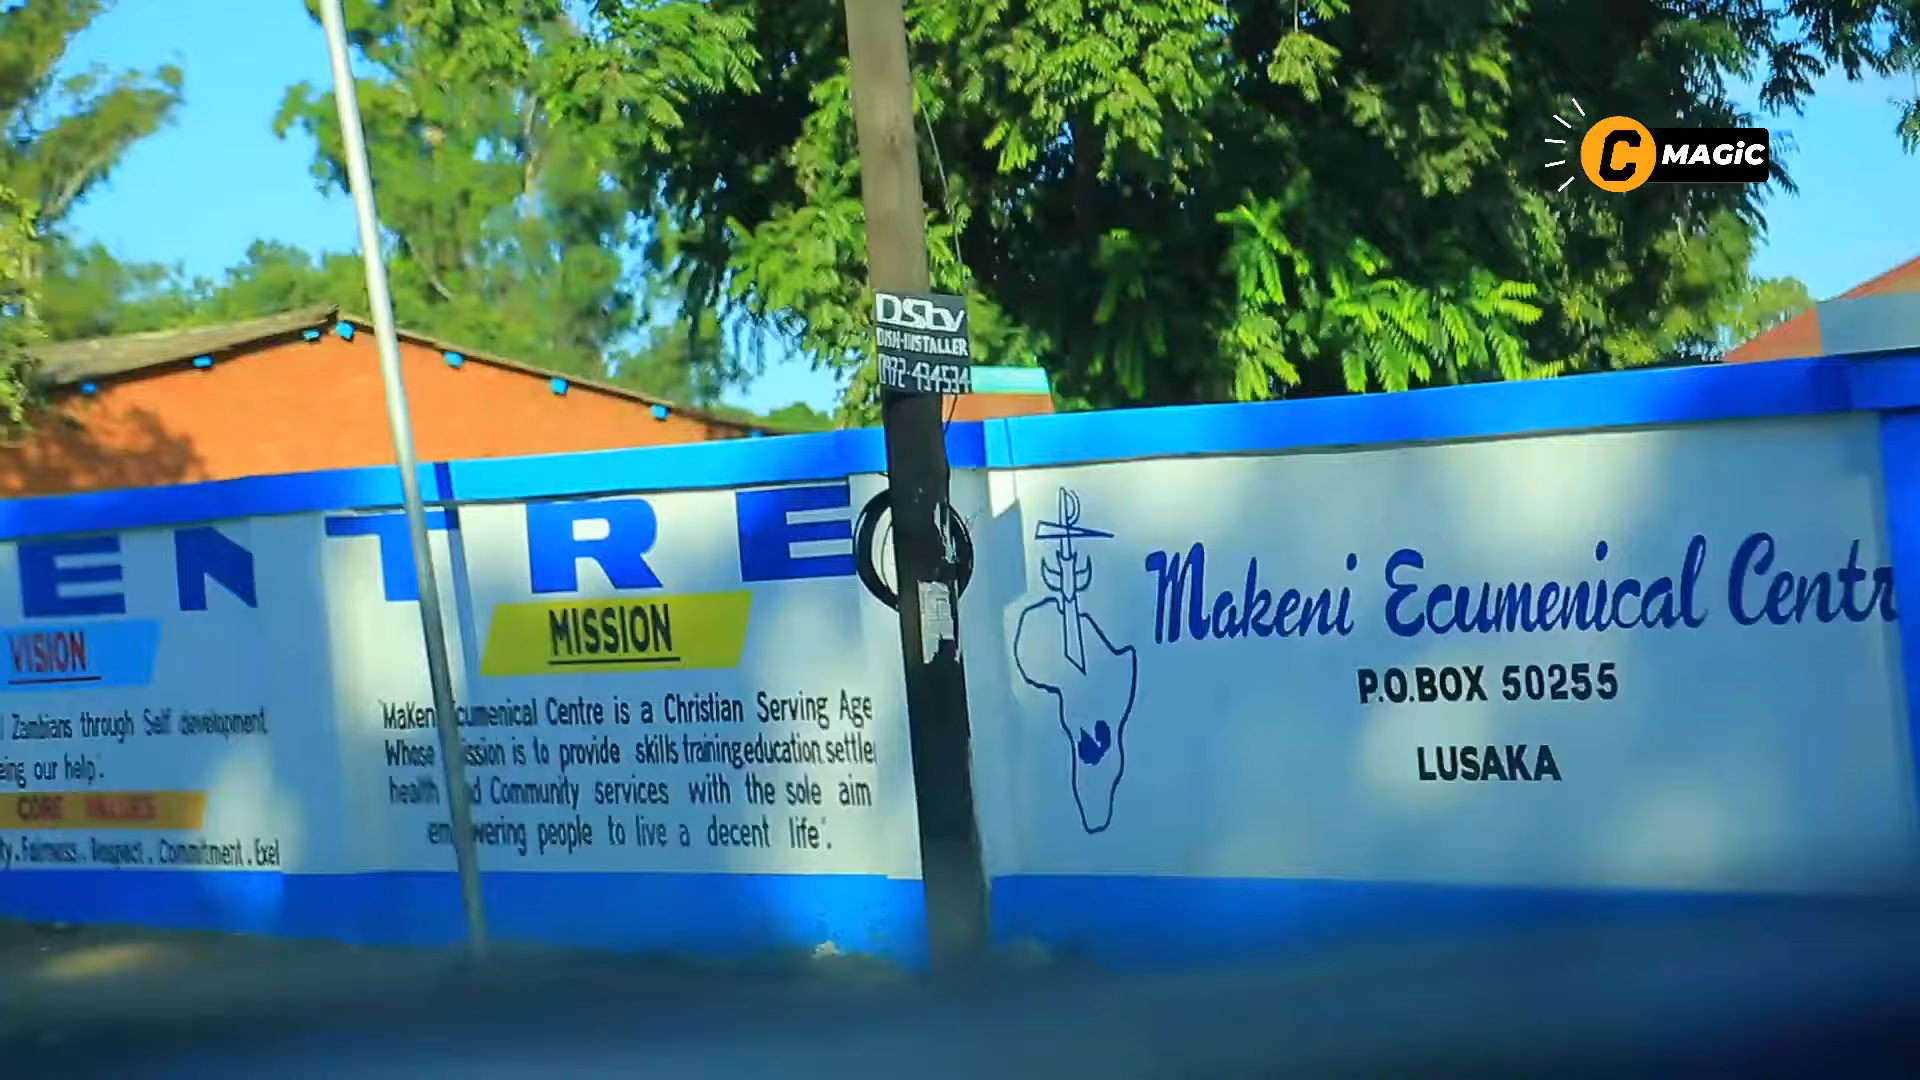 C MAGiC
DStv
DISH-INSTALLER
0972-434534
ENTRE
VISION
Zambians through Self development
our help'.
CORE VALUES
Fairness. Respect. Commitment. Exel
MISSION
'Makeni Ecumenical Centre is a Christian Serving Age
Whose mission is to provide skills training education, settle
health and Community services with the sole aim
empowering people to live a decent life'.
Makeni Ecumenical Centr
P.O.BOX 50255
LUSAKA